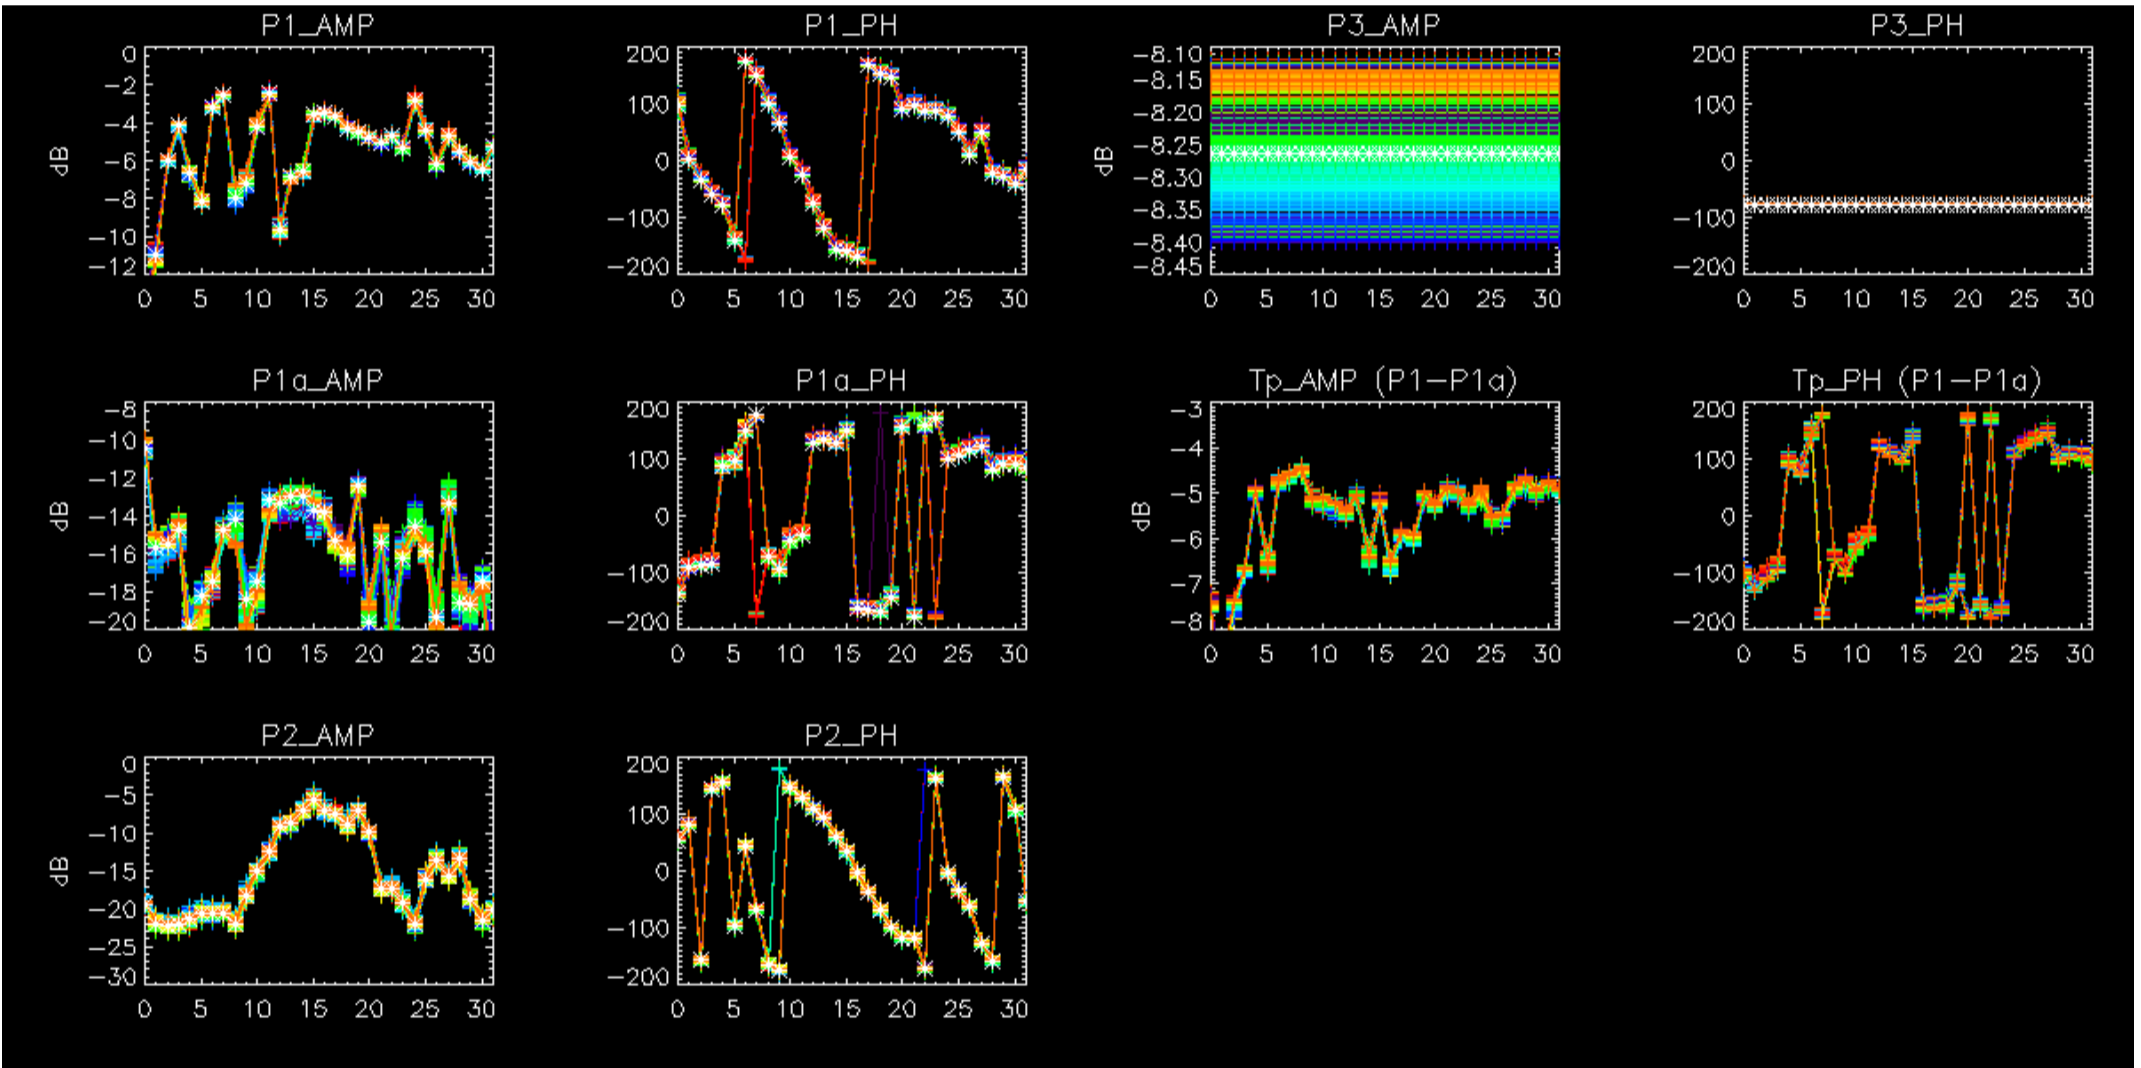 P1_AMP P1_PH P3_AMP P3_PH
0 200 -8.10 200
-2 -8.15
-4 100 -8.20 100
dB -6 0 dB -8.25 0
-8 -8.30
-10 -100 -8.35 -100
-8.40
-12 -200 -8.45 -200
0 5 10 15 20 25 30 0 5 10 15 20 25 30 0 5 10 15 20 25 30 0 5 10 15 20 25 30
P1a_AMP P1a_PH Tp_AMP (P1-P1a) Tp_PH (P1-P1a)
-8 200 -3 200
-10 100 -4 100
-12
dB -14 0 dB -5 0
-16 -6
-18 -100 -7 -100
-20 -200 -8 -200
0 5 10 15 20 25 30 0 5 10 15 20 25 30 0 5 10 15 20 25 30 0 5 10 15 20 25 30
P2_AMP P2_PH
0 200
-5 100
-10
dB -15 0
-20 -100
-25
-30 -200
0 5 10 15 20 25 30 0 5 10 15 20 25 30